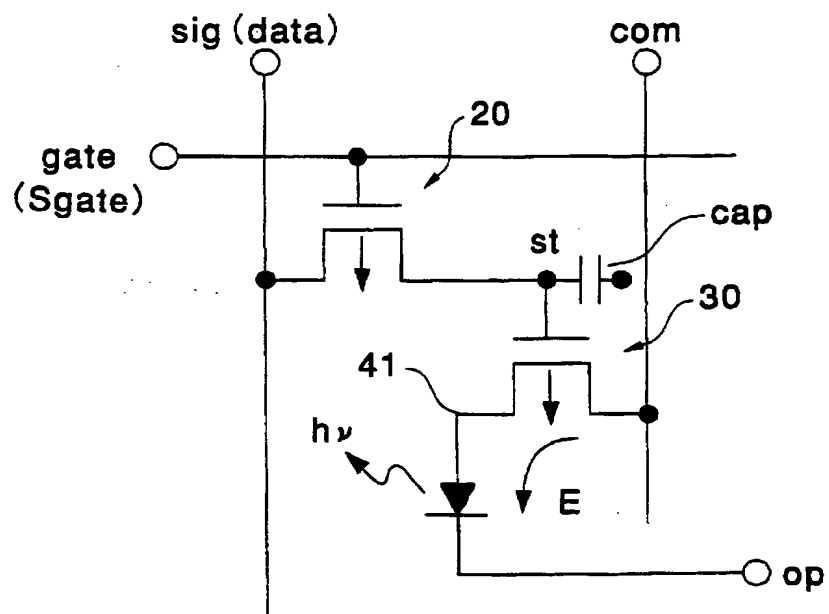 sig (data)
com
20
gate
(Sgate)
cap
st
30
41
hν
E
op